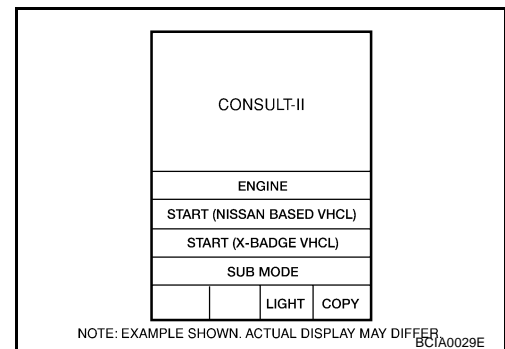 CONSULT-II
ENGINE
START (NISSAN BASED VHCL)
START (X-BADGE VHCL)
SUB MODE
LIGHT COPY
NOTE: EXAMPLE SHOWN. ACTUAL DISPLAY MAY DIFFER.
BCIA0029E